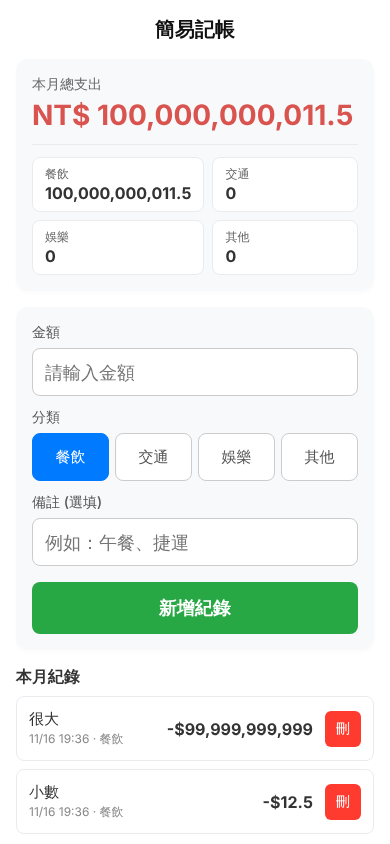 簡易記帳
本月總支出
NT$ 100,000,000,011.5
餐飲
100,000,000,011.5
交通
0
娛樂
0
其他
0
金額
請輸入金額
分類
餐飲 交通 娛樂 其他
備註 (選填)
例如：午餐、捷運
新增紀錄
本月紀錄
很大
11/16 19:36 · 餐飲
-$99,999,999,999
刪
小數
11/16 19:36 · 餐飲
-$12.5
刪